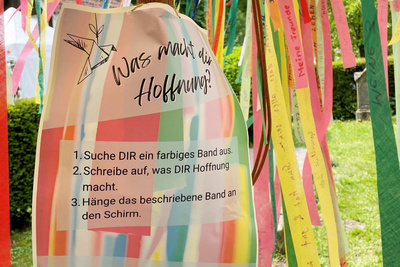 Was macht dir
Hoffnung?
1. Suche DIR ein farbiges Band aus.
2. Schreibe auf, was DIR Hoffnung
macht.
3. Hänge das beschriebene Band an
den Schirm.
Meine